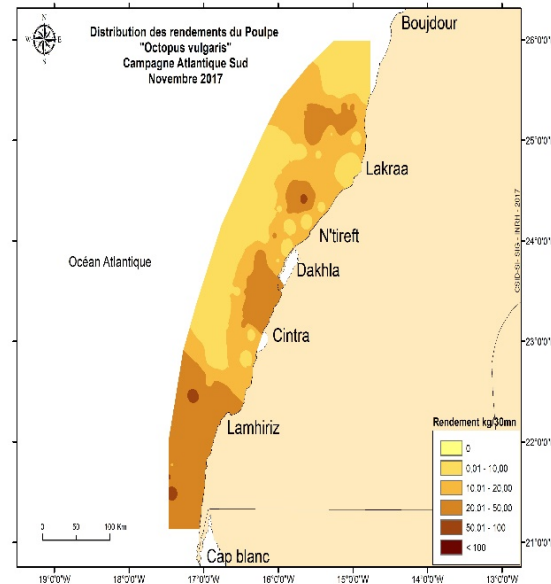 Distribution des rendements du Poulpe
"Octopus vulgaris"
Campagne Atlantique Sud
Novembre 2017
N
W
E
S
Boujdour
Lakraa
N'tireft
Dakhla
Océan Atlantique
Cintra
Lamhiriz
Cap blanc
26°0'0"
25°0'0"
24°0'0"
23°0'0"
22°0'0"
21°0'0"
Rendement kg/30mn
0
0,01 - 10,00
10.01 - 20,00
20.01 - 50,00
50.01 - 100
< 100
0 50 100 Km
19°0'0"W 18°0'0"W 17°0'0"W 16°0'0"W 15°0'0"W 14°0'0"W 13°0'0"W